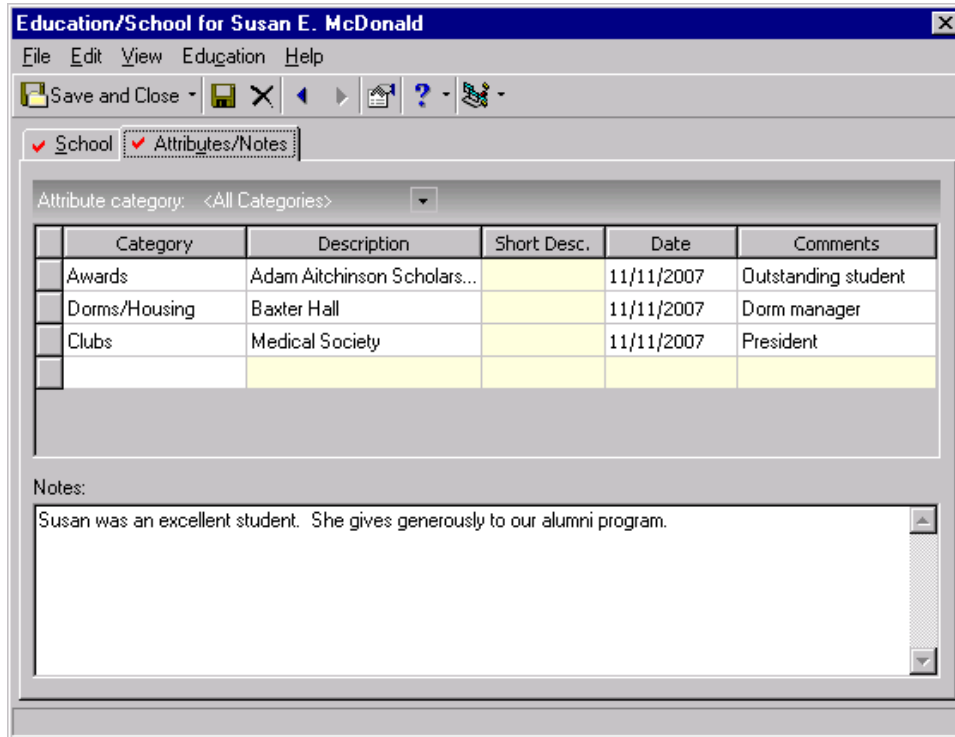 Education/School for Susan E. McDonald
File Edit View Education Help
Save and Close
School Attributes/Notes
Attribute category: <All Categories>
Category Description Short Desc. Date Comments
Awards Adam Aitchinson Scholars... 11/11/2007 Outstanding student
Dorms/Housing Baxter Hall 11/11/2007 Dorm manager
Clubs Medical Society 11/11/2007 President
Notes:
Susan was an excellent student. She gives generously to our alumni program.